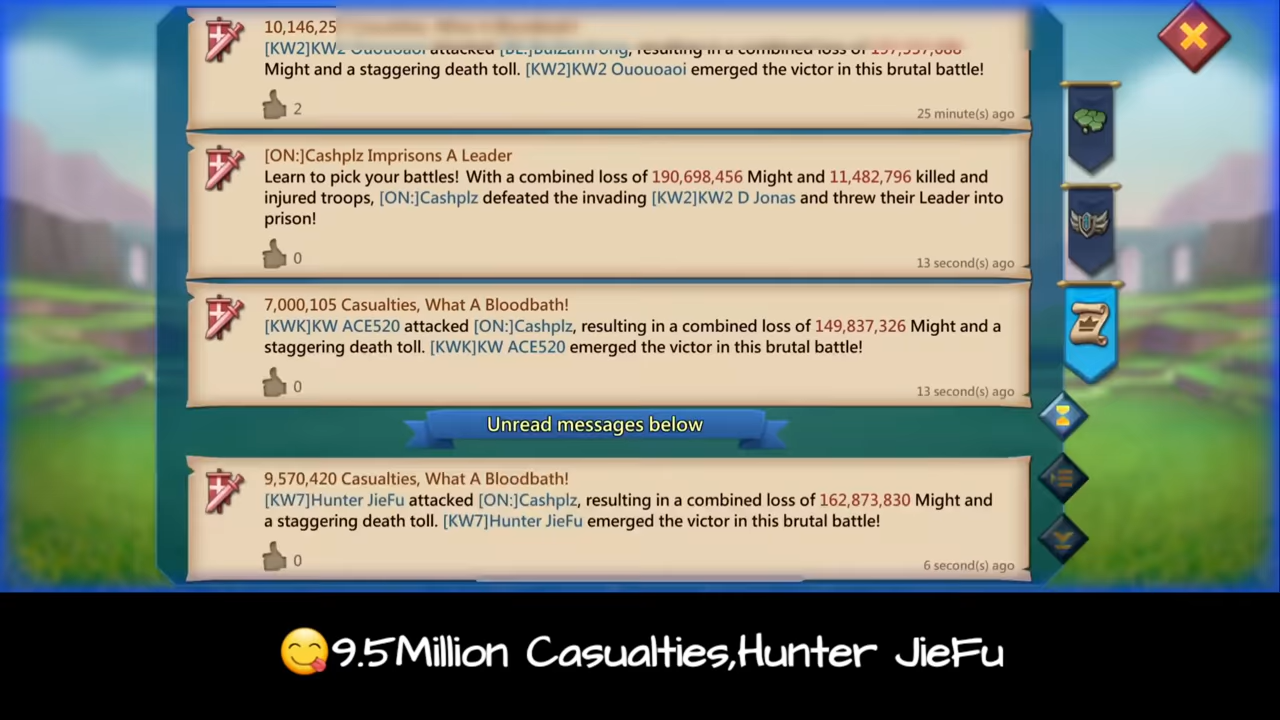 10,146,25
[KW2]KW2 Ououoaoi attacked resulting in a combined loss of
Might and a staggering death toll. [KW2]KW2 Ououoaoi emerged the victor in this brutal battle!
2
25 minute(s) ago
[ON:]Cashplz Imprisons A Leader
Learn to pick your battles! With a combined loss of 190,698,456 Might and 11,482,796 killed and
injured troops, [ON:]Cashplz defeated the invading [KW2]KW2 D Jonas and threw their Leader into
prison!
0
13 second(s) ago
7,000,105 Casualties, What A Bloodbath!
[KWK]KW ACE520 attacked [ON:]Cashplz, resulting in a combined loss of 149,837,326 Might and a
staggering death toll. [KWK]KW ACE520 emerged the victor in this brutal battle!
0
13 second(s) ago
Unread messages below
9,570,420 Casualties, What A Bloodbath!
[KW7]Hunter JieFu attacked [ON:]Cashplz, resulting in a combined loss of 162,873,830 Might and
a staggering death toll. [KW7]Hunter JieFu emerged the victor in this brutal battle!
0
6 second(s) ago
😋9.5Million Casualties,Hunter JieFu